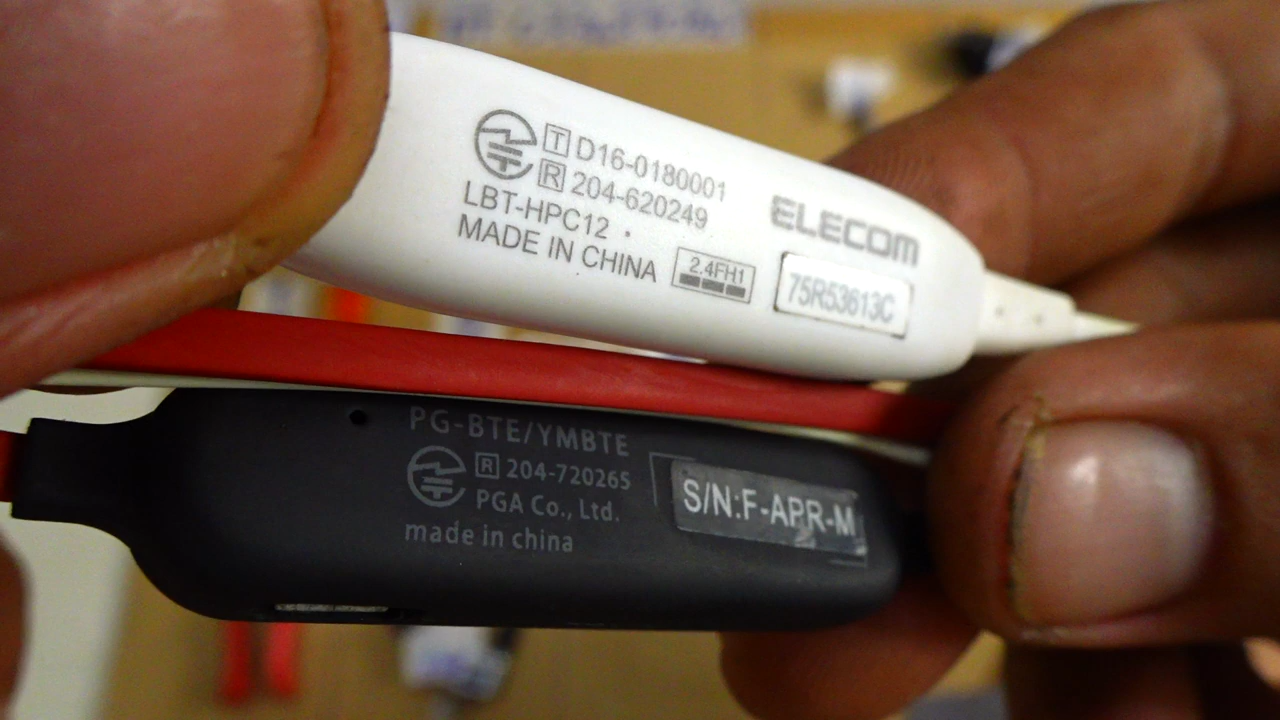 T D16-0180001
R 204-620249
LBT-HPC12
MADE IN CHINA
2.4FH1
ELECOM
75R53613C
PG-BTE/YMBTE
R 204-720265
PGA Co., Ltd.
made in china
S/N:F-APR-M